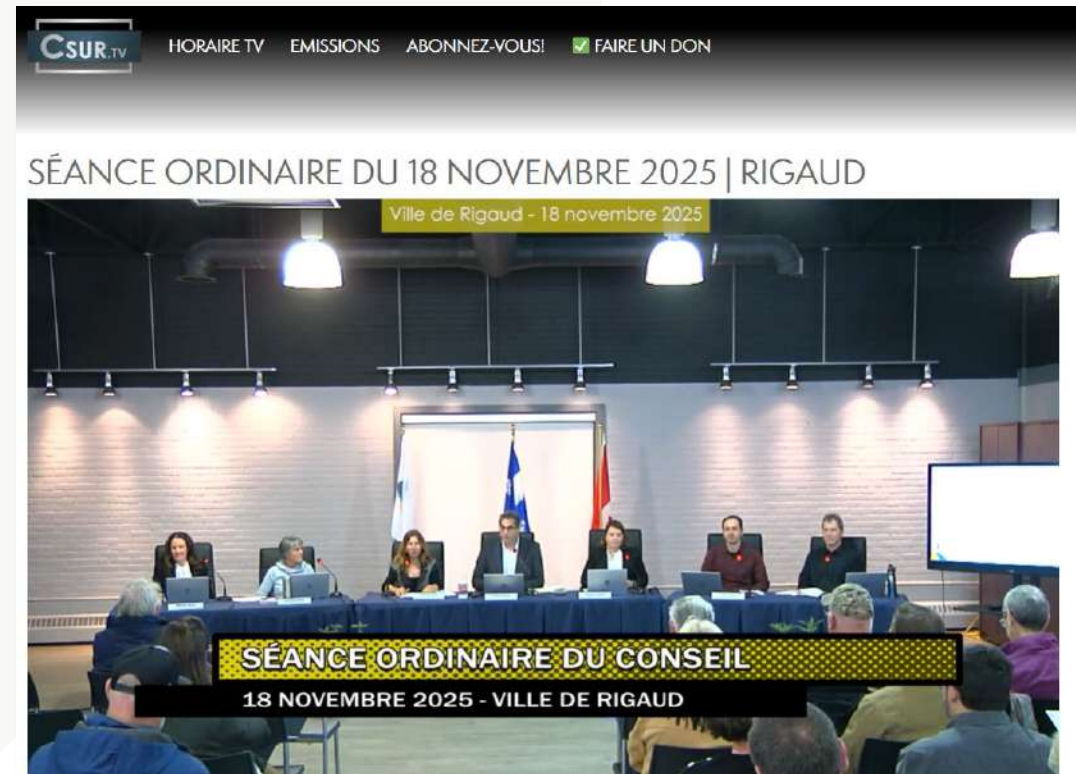 CSUR.TV
HORAIRE TV EMISSIONS ABONNEZ-VOUS! ✅ FAIRE UN DON
SÉANCE ORDINAIRE DU 18 NOVEMBRE 2025 | RIGAUD
Ville de Rigaud - 18 novembre 2025
SÉANCE ORDINAIRE DU CONSEIL
18 NOVEMBRE 2025 - VILLE DE RIGAUD